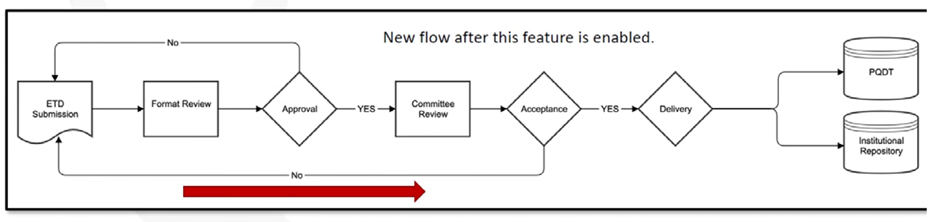 New flow after this feature is enabled.
No
ETD
Submission
Format Review
Approval
YES
Committee
Review
Acceptance
YES
Delivery
PQDT
Institutional
Repository
No